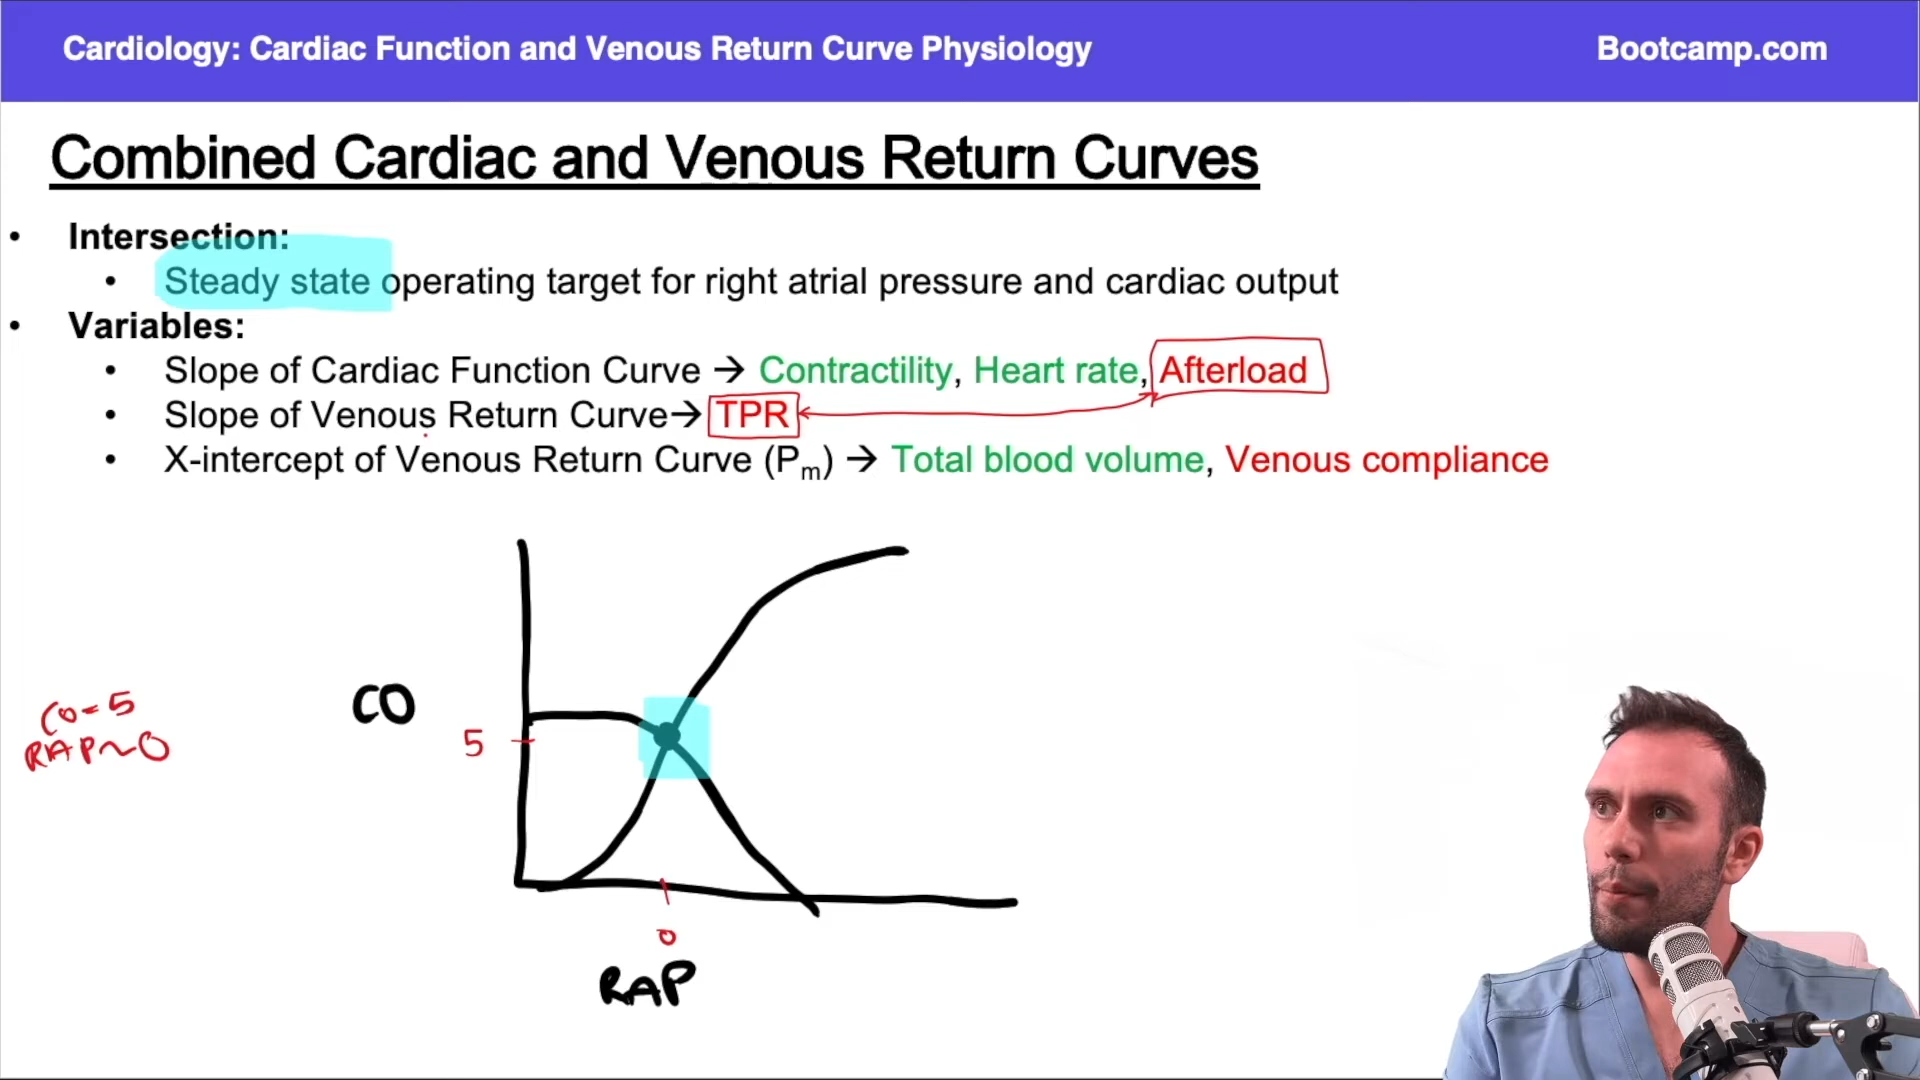 Cardiology: Cardiac Function and Venous Return Curve Physiology
Bootcamp.com
Combined Cardiac and Venous Return Curves
• Intersection:
• Steady state operating target for right atrial pressure and cardiac output
• Variables:
• Slope of Cardiac Function Curve → Contractility, Heart rate, Afterload
• Slope of Venous Return Curve→ TPR
• X-intercept of Venous Return Curve (Pm) → Total blood volume, Venous compliance
CO=5
RAP~0
CO
5
0
RAP